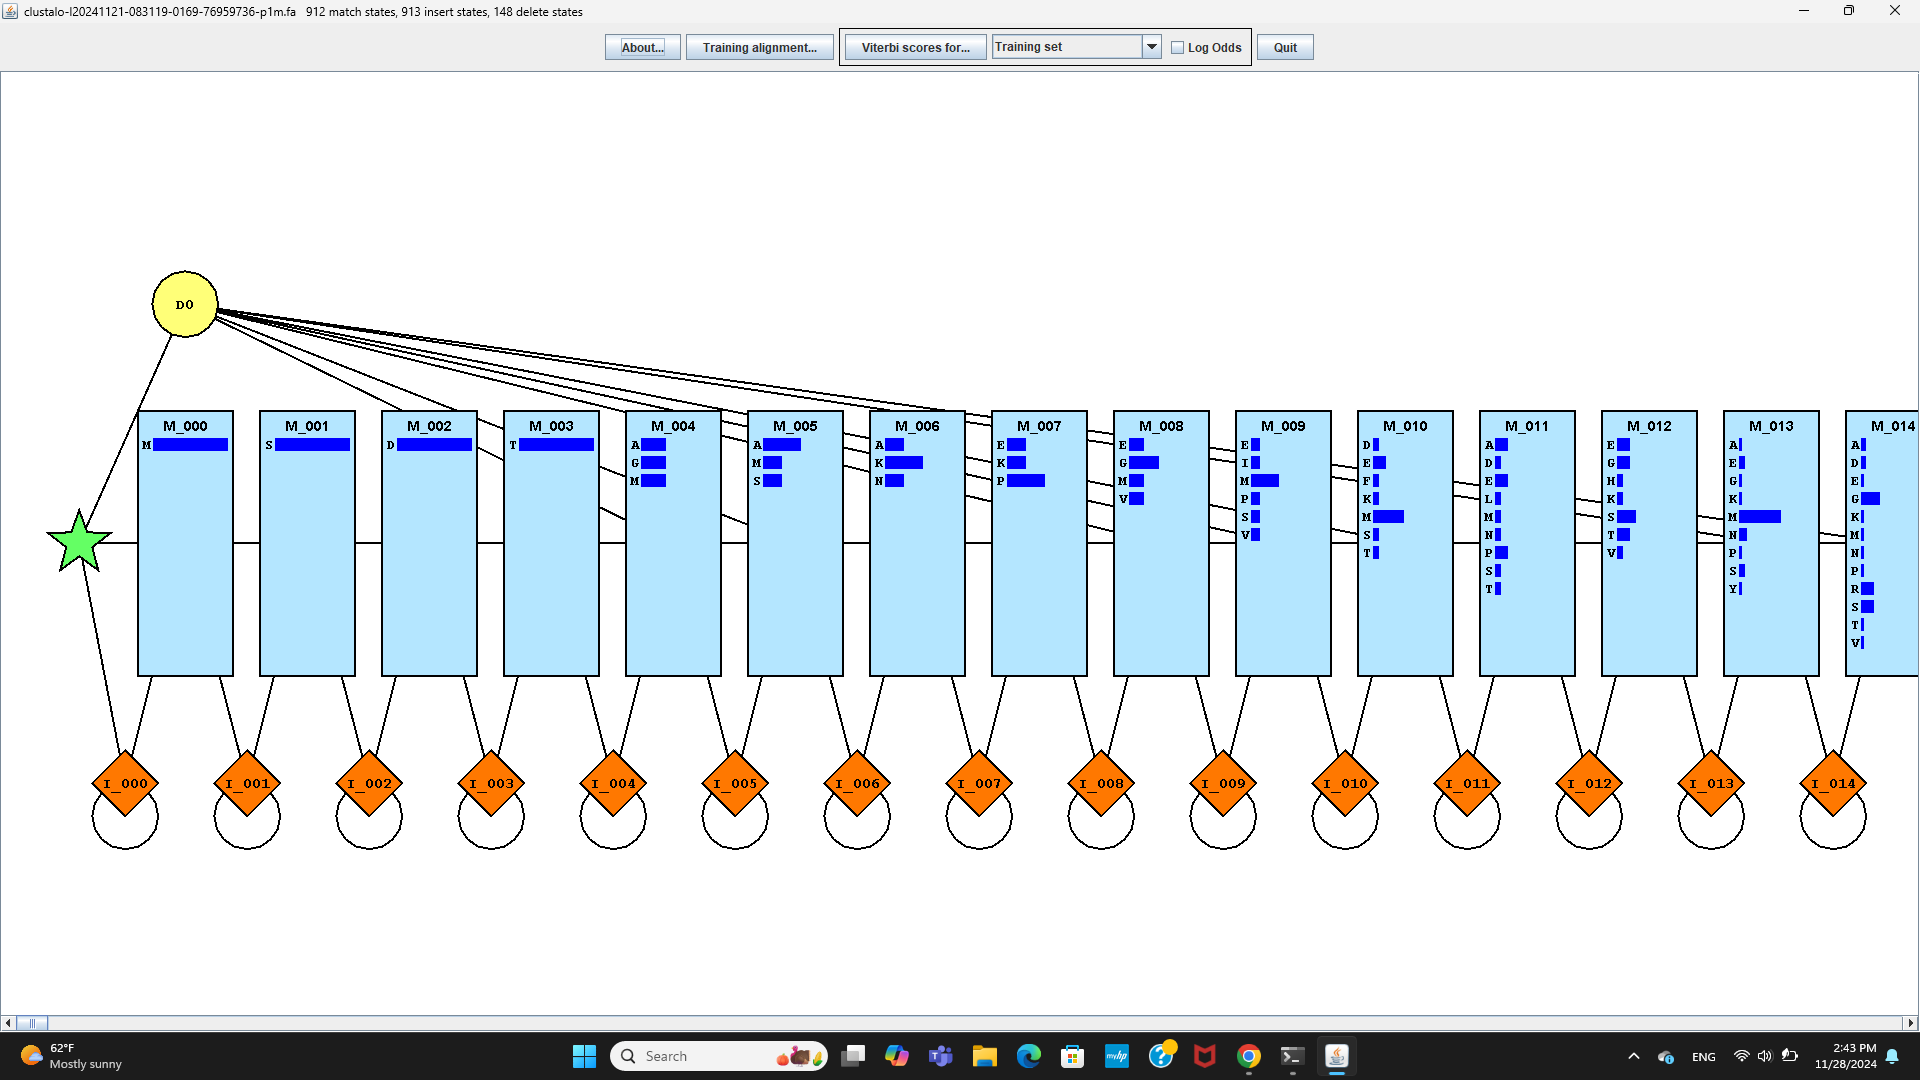 clustalo-I20241121-083119-0169-76959736-p1m.fa   912 match states, 913 insert states, 148 delete states
About... Training alignment... Viterbi scores for... Training set Log Odds Quit
D0
M_000 M_001 M_002 M_003 M_004 M_005 M_006 M_007 M_008 M_009 M_010 M_011 M_012 M_013 M_014
M S D T A A A E E E D A E A A
G M K K G I E D G E D
M S N P M M F E H G E
V P K L K K G
S M M S M K
V S N T N M
T P V P N
S S P
T Y R
S
T
V
I_000 I_001 I_002 I_003 I_004 I_005 I_006 I_007 I_008 I_009 I_010 I_011 I_012 I_013 I_014
62°F
Mostly sunny
Search
myhp
ENG
2:43 PM
11/28/2024